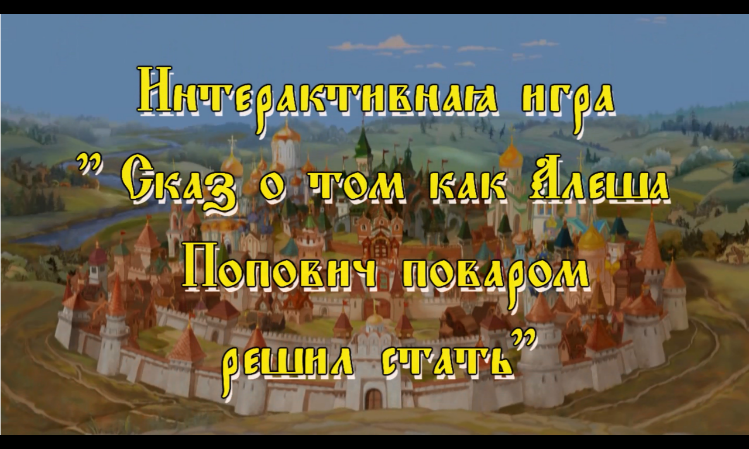 Интерактивная игра
” Сказ о том как Алеша
Попович поваром
решил стать”